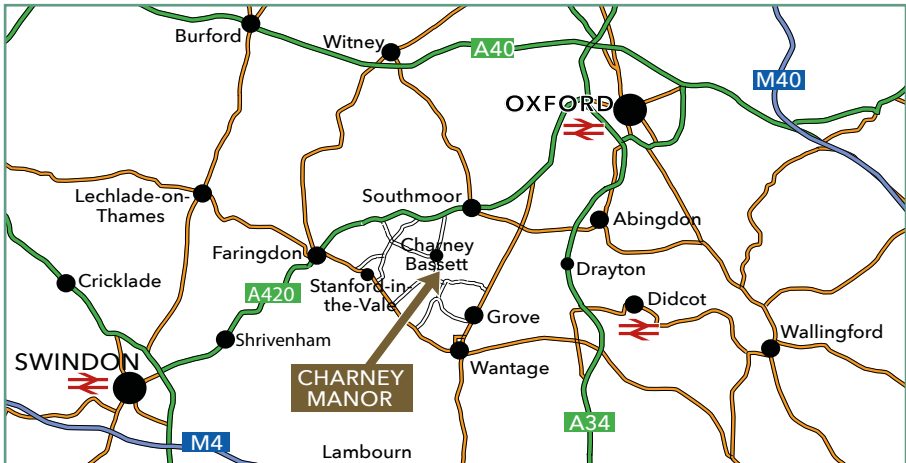 Burford
Witney
A40
M40
OXFORD
Lechlade-on-
Thames
Southmoor
Abingdon
Charney
Bassett
Faringdon
Drayton
Cricklade
Stanford-in-
the-Vale
A420
Didcot
Grove
Shrivenham
Wallingford
SWINDON
Wantage
CHARNEY
MANOR
A34
M4
Lambourn